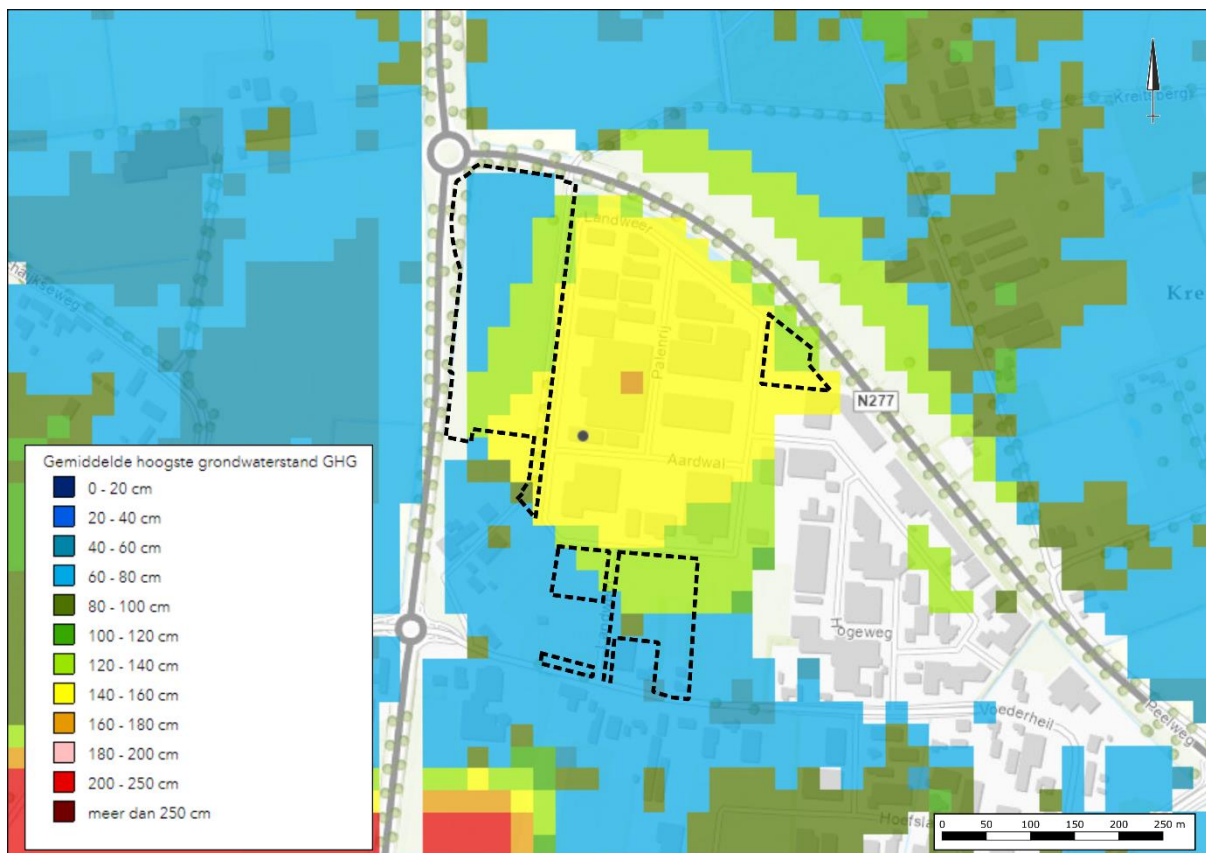 Kreitsberg
Landweer
Kre
Palenrij
N277
Aardwal
Hogeweg
Voederheil
Peelweg
Gemiddelde hoogste grondwaterstand GHG
0 - 20 cm
20 - 40 cm
40 - 60 cm
60 - 80 cm
80 - 100 cm
100 - 120 cm
120 - 140 cm
140 - 160 cm
160 - 180 cm
180 - 200 cm
200 - 250 cm
meer dan 250 cm
Hoefsla
0 50 100 150 200 250 m